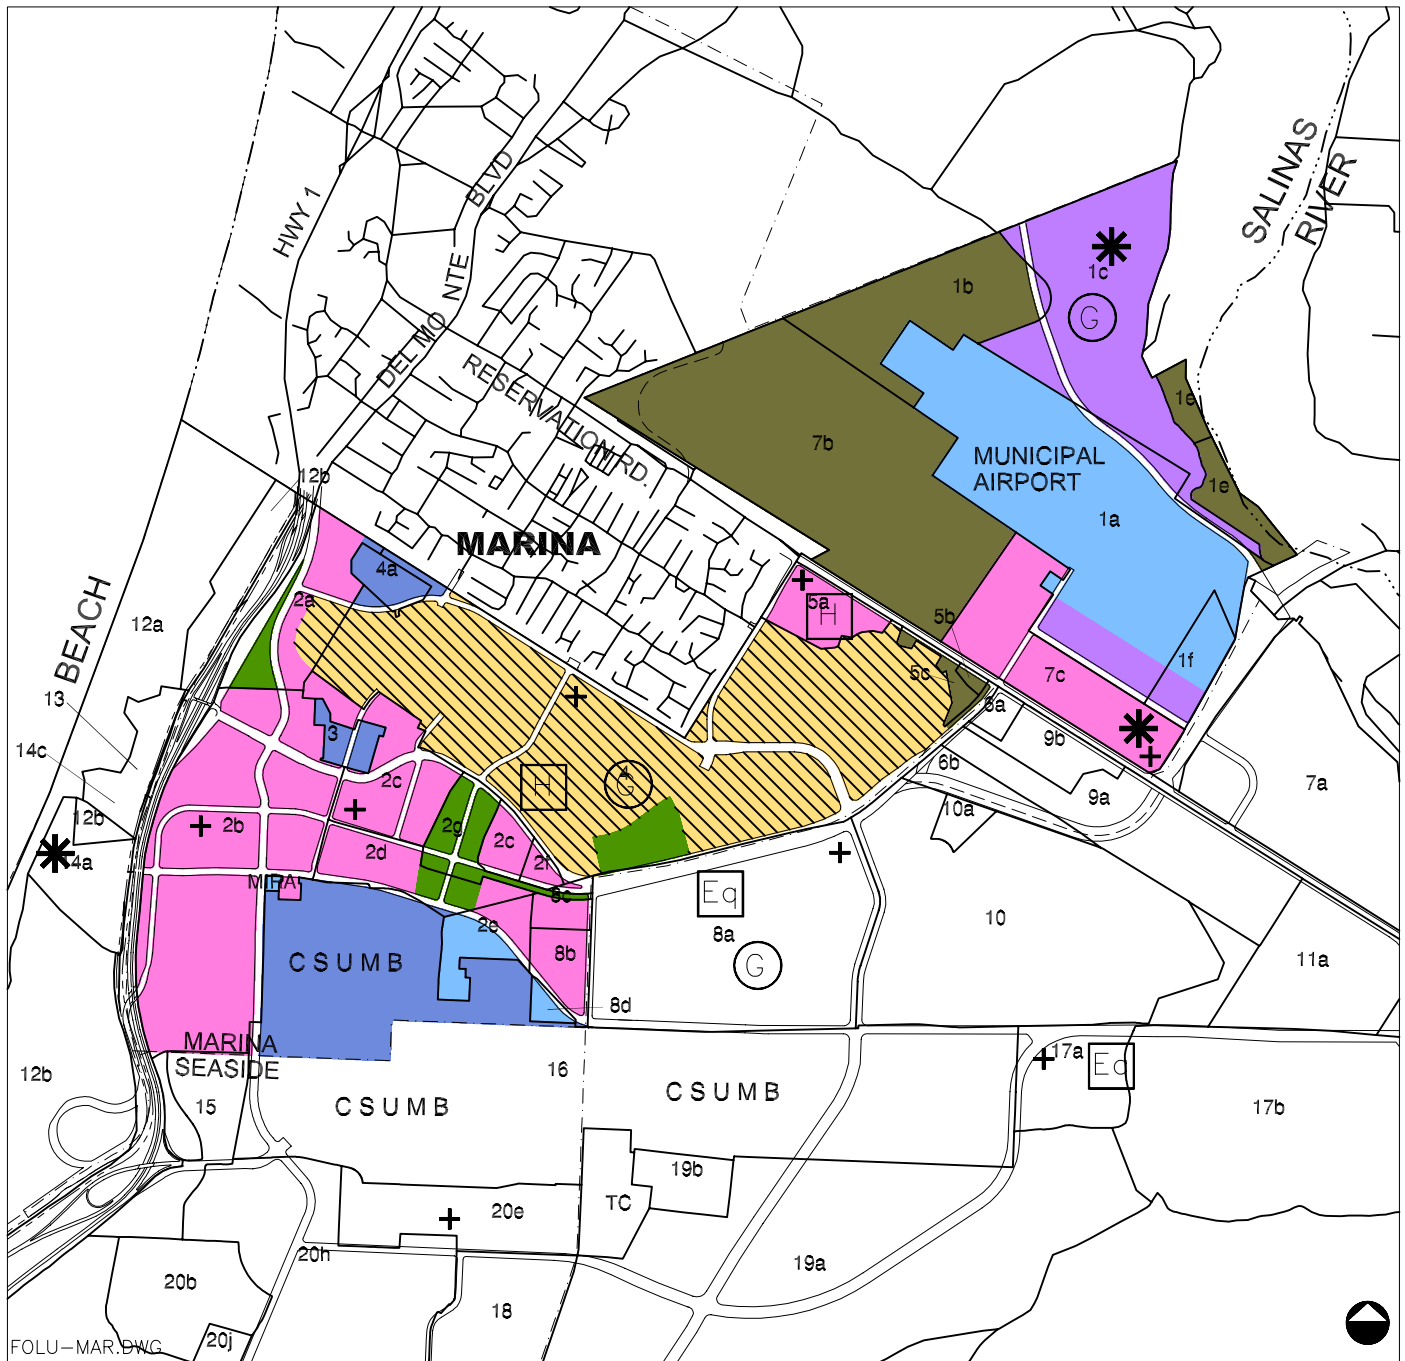 SALINAS
RIVER
BLVD
HWY 1
NTE
DEL MO
1c
G
1b
RESERVATION RD.
1e
7b
MUNICIPAL
AIRPORT
12b
1e
1a
MARINA
4a
BEACH
2a
5a
H
12a
5b
1f
5c
7c
13
6a
3
9b
14c
6b
2c
H
G
7a
9a
12b
2b
10a
2g
2c
2d
2f
4a
MIRA
Eq
8c
10
2e
8a
8b
CSUMB
G
11a
8d
MARINA
SEASIDE
17a
12b
16
CSUMB
15
CSUMB
17b
19b
TC
20e
20h
19a
20b
18
20j
FOLU-MAR.DWG